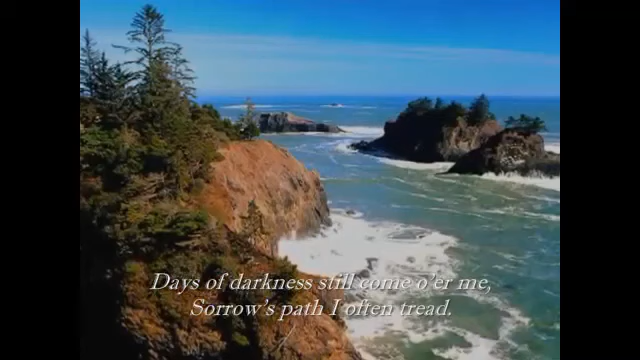 Days of darkness still come o'er me,
Sorrow's path I often tread.